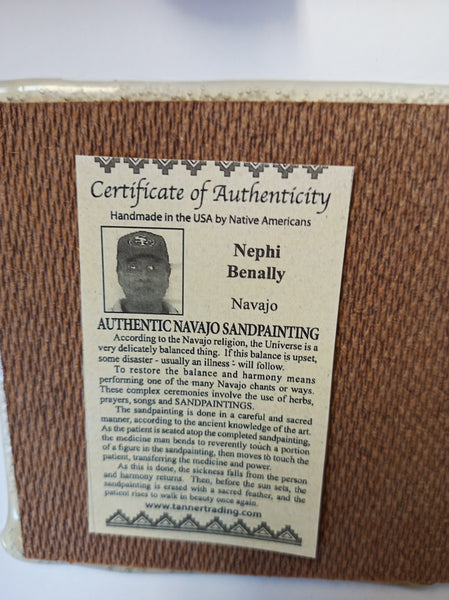 Certificate of Authenticity
Handmade in the USA by Native Americans
Nephi
Benally
Navajo
AUTHENTIC NAVAJO SANDPAINTING
According to the Navajo religion, the Universe is a
very delicately balanced thing. If this balance is upset,
some disaster - usually an illness - will follow.
To restore the balance and harmony means
performing one of the many Navajo chants or ways.
These complex ceremonies involve the use of herbs,
prayers, songs and SANDPAINTINGS.
The sandpainting is done in a careful and sacred
manner, according to the ancient knowledge of the art.
As the patient is seated atop the completed sandpainting,
the medicine man bends to reverently touch a portion
of a figure in the sandpainting, then moves to touch the
patient, transferring the medicine and power.
As this is done, the sickness falls from the person
and harmony returns. Then, before the sun sets, the
sandpainting is erased with a sacred feather, and the
patient rises to walk in beauty once again.
www.tannertrading.com